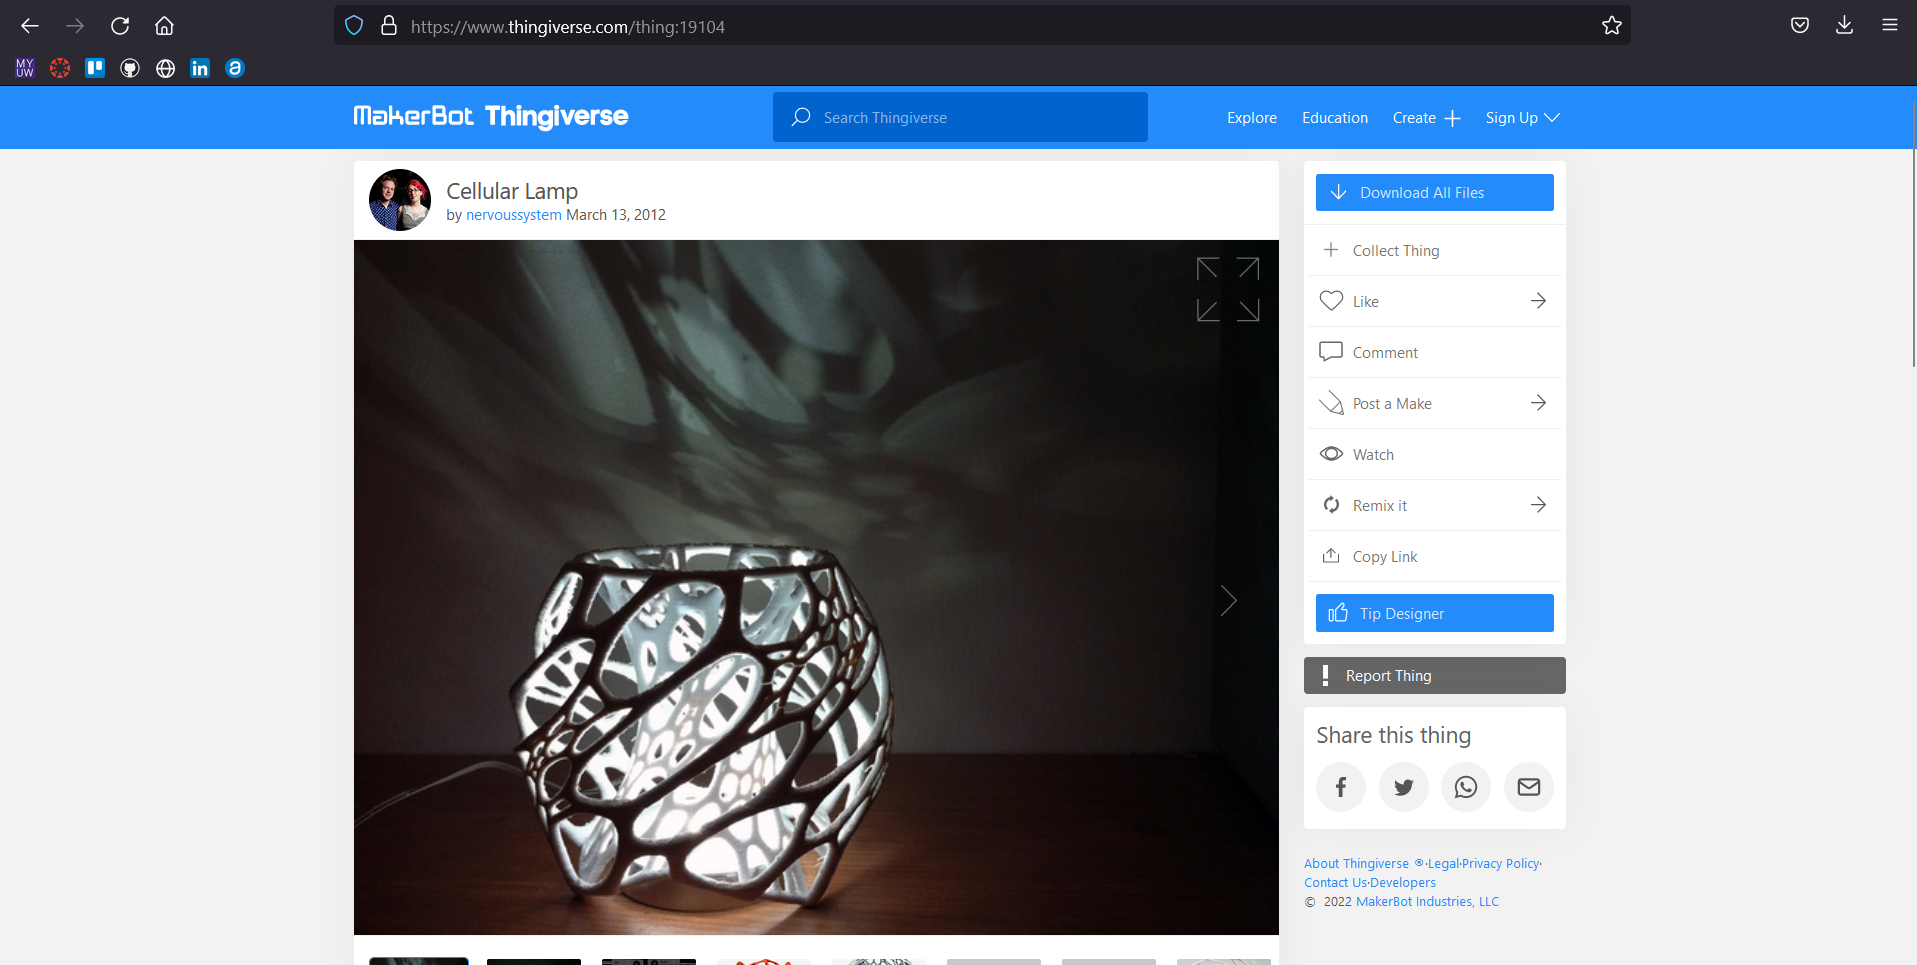 https://www.thingiverse.com/thing:19104
MY
UW
in
a
MakerBot Thingiverse
Search Thingiverse
Explore
Education
Create
Sign Up
Cellular Lamp
by nervoussystem March 13, 2012
Download All Files
Collect Thing
Like
Comment
Post a Make
Watch
Remix it
Copy Link
Tip Designer
Report Thing
Share this thing
About Thingiverse ®·Legal·Privacy Policy·
Contact Us·Developers
© 2022 MakerBot Industries, LLC